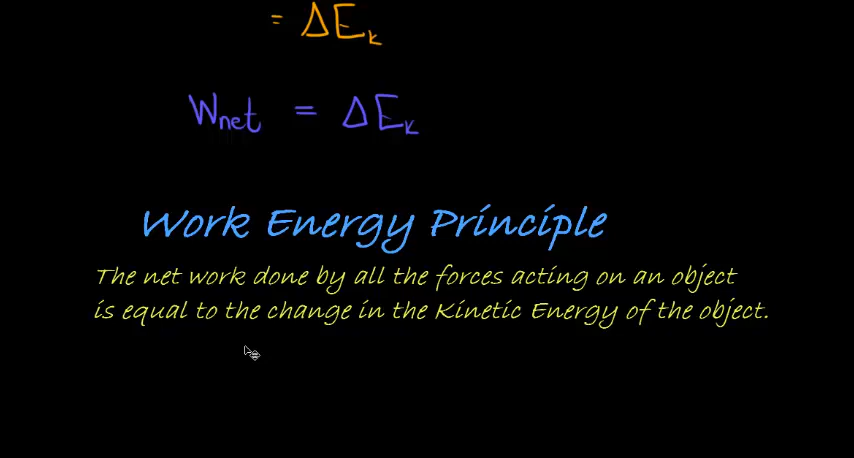 = ΔEk
Wnet = ΔEk
Work Energy Principle
The net work done by all the forces acting on an object
is equal to the change in the Kinetic Energy of the object.